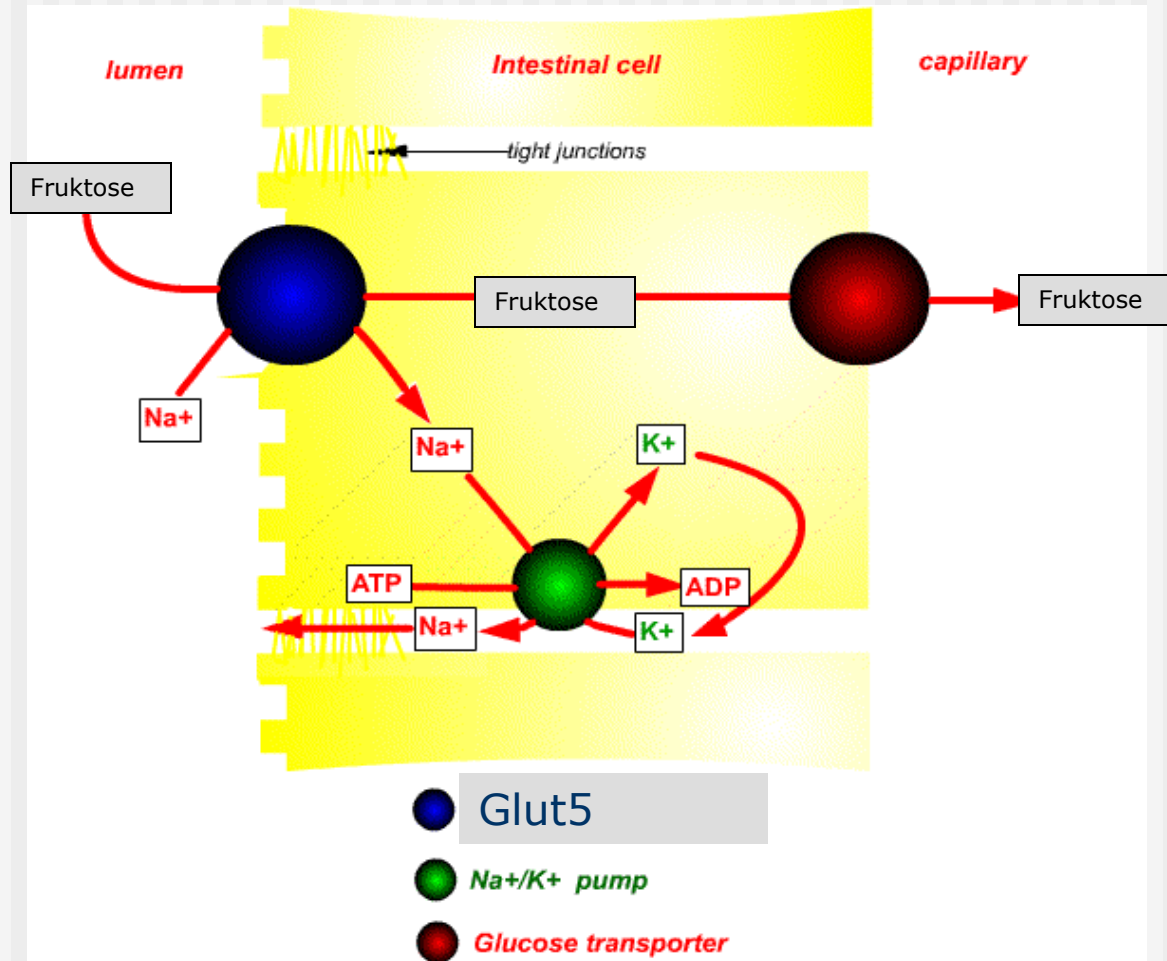 lumen
Intestinal cell
capillary
tight junctions
Fruktose
Fruktose
Fruktose
Na+
Na+
K+
ATP
ADP
Na+
K+
Glut5
Na+/K+ pump
Glucose transporter